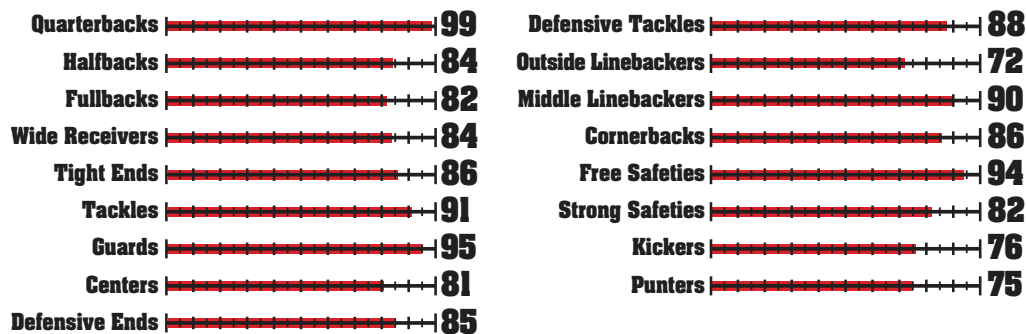 Quarterbacks 99
Halfbacks 84
Fullbacks 82
Wide Receivers 84
Tight Ends 86
Tackles 91
Guards 95
Centers 81
Defensive Ends 85
Defensive Tackles 88
Outside Linebackers 72
Middle Linebackers 90
Cornerbacks 86
Free Safeties 94
Strong Safeties 82
Kickers 76
Punters 75